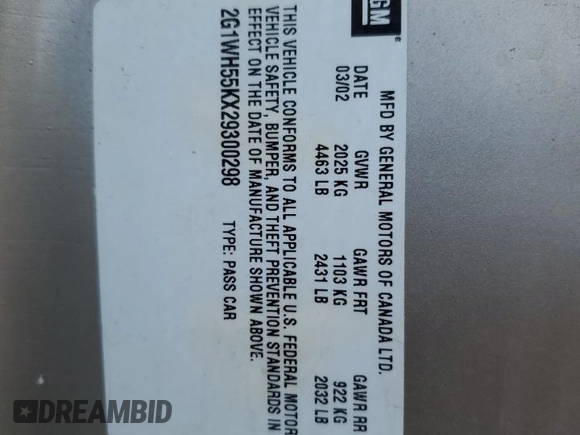 GM
®
MFD BY GENERAL MOTORS OF CANADA LTD.
DATE GVWR GAWR FRT GAWR RR
03/02 2025 KG 1103 KG 922 KG
4463 LB 2431 LB 2032 LB
THIS VEHICLE CONFORMS TO ALL APPLICABLE U.S. FEDERAL MOTOR
VEHICLE SAFETY, BUMPER, AND THEFT PREVENTION STANDARDS IN
EFFECT ON THE DATE OF MANUFACTURE SHOWN ABOVE.
2G1WH55KX29300298 TYPE: PASS CAR
DREAMBID